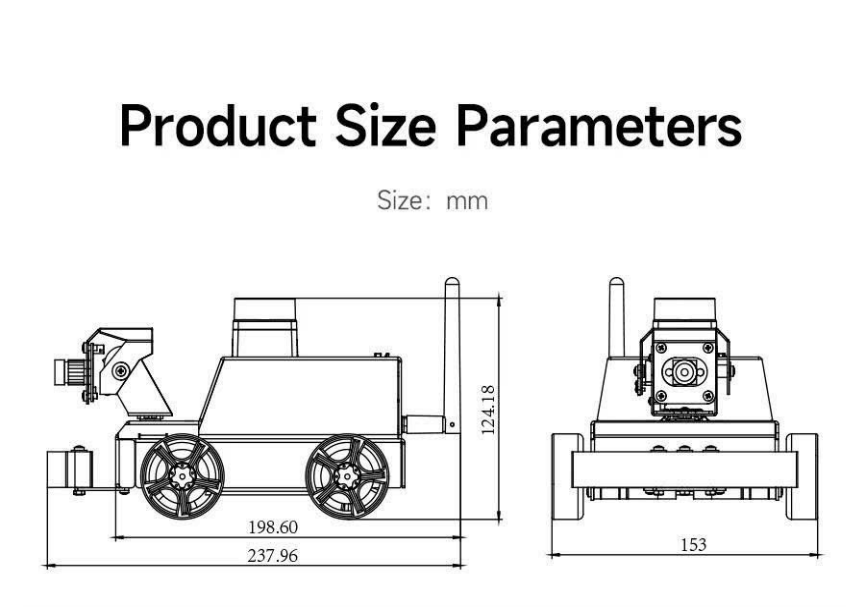 Product Size Parameters
Size: mm
124.18
198.60
237.96
153